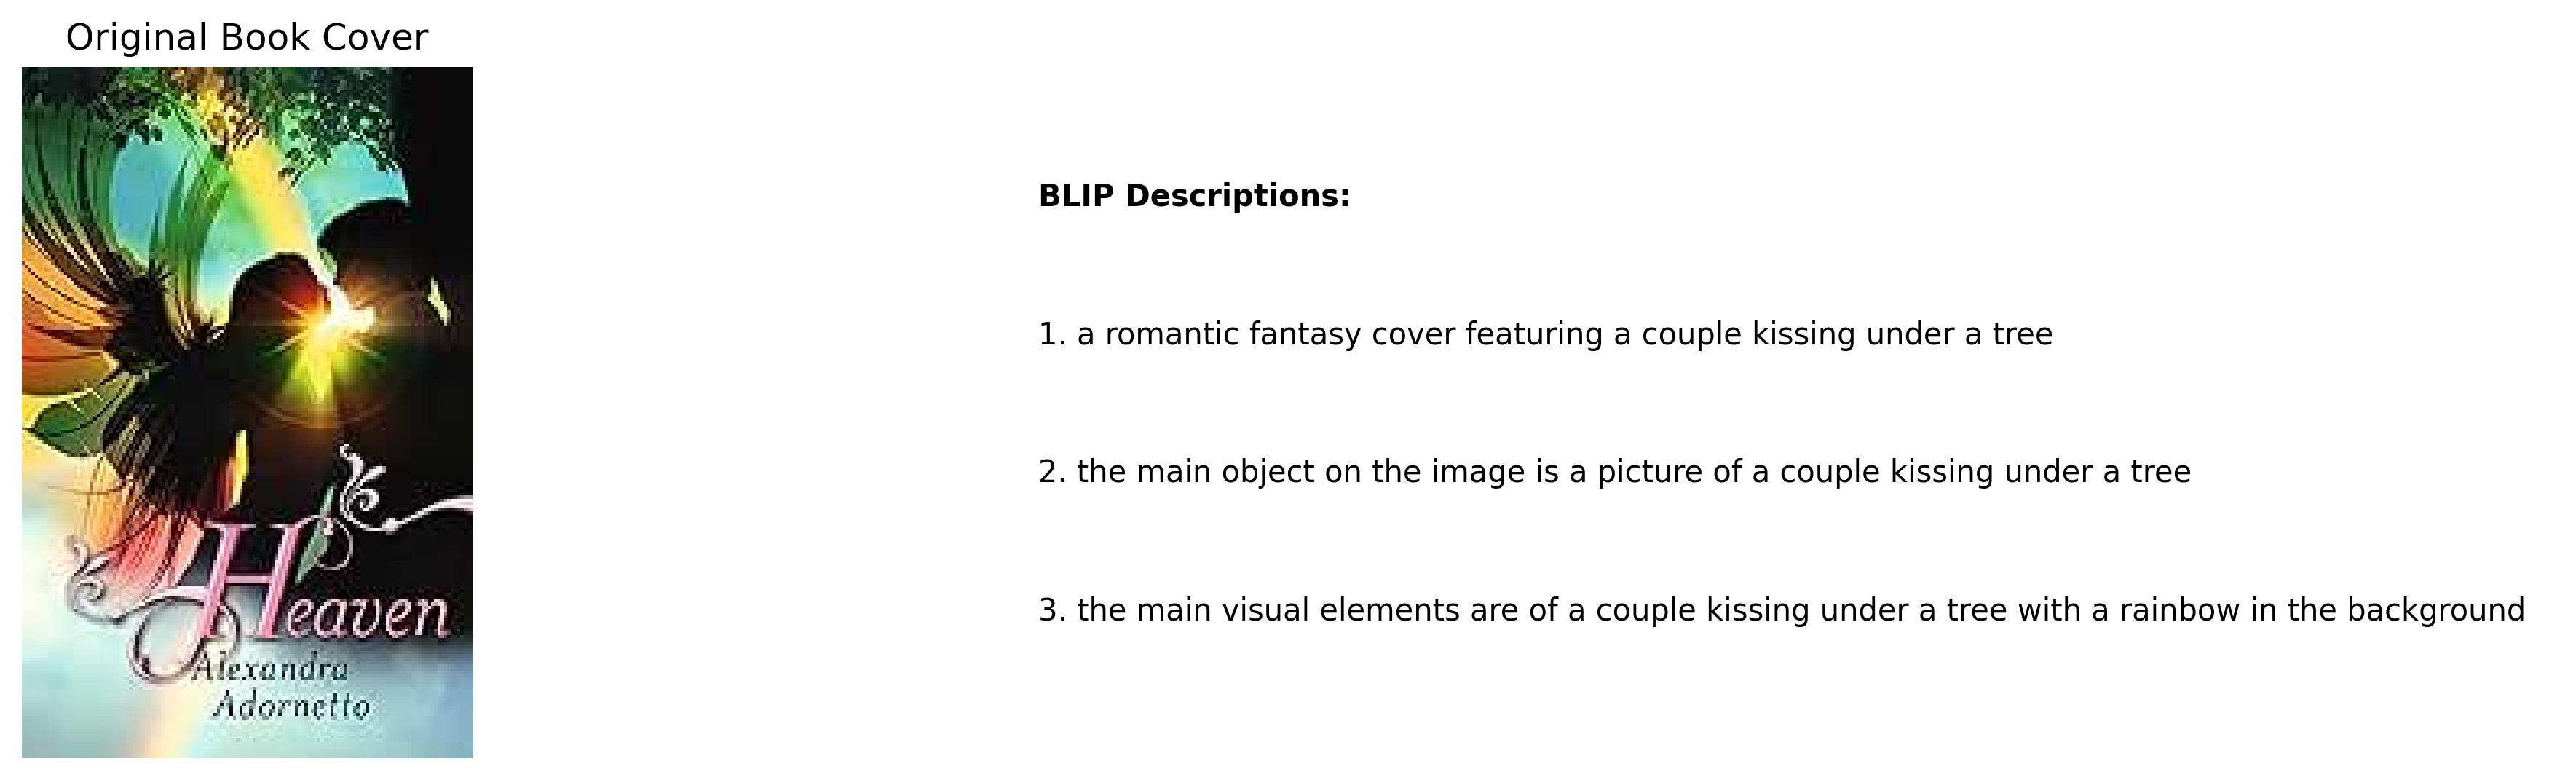 Original Book Cover
Heaven
Alexandra
Adornetto
BLIP Descriptions:
1. a romantic fantasy cover featuring a couple kissing under a tree
2. the main object on the image is a picture of a couple kissing under a tree
3. the main visual elements are of a couple kissing under a tree with a rainbow in the background